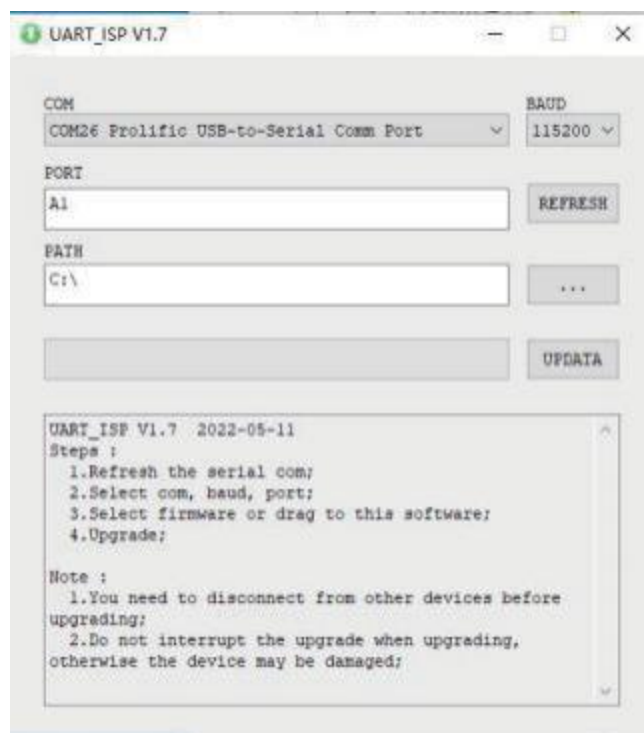 UART_ISP V1.7
COM
BAUD
COM26 Prolific USB-to-Serial Comm Port
115200
PORT
A1
REFRESH
PATH
C:\
...
UPDATA
UART_ISP V1.7 2022-05-11
Steps :
1.Refresh the serial com;
2.Select com, baud, port;
3.Select firmware or drag to this software;
4.Upgrade;
Note :
1.You need to disconnect from other devices before
upgrading;
2.Do not interrupt the upgrade when upgrading,
otherwise the device may be damaged;